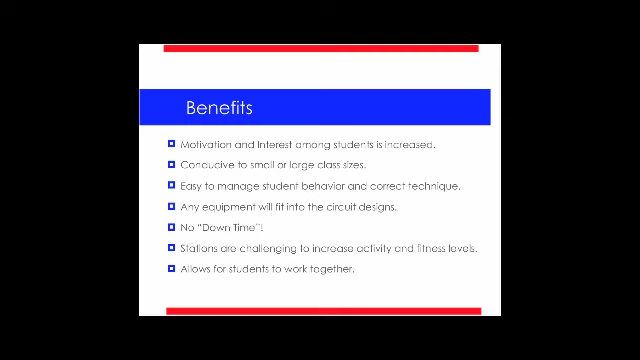 Benefits
Motivation and Interest among students is increased.
Conducive to small or large class sizes.
Easy to manage student behavior and correct technique.
Any equipment will fit into the circuit designs.
No “Down Time”!
Stations are challenging to increase activity and fitness levels.
Allows for students to work together.